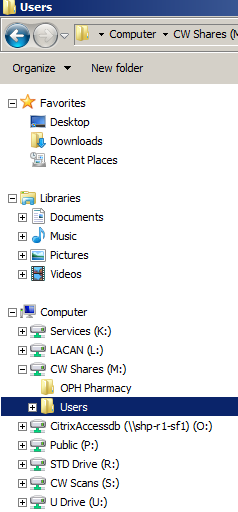 Users
Computer
CW Shares (M
Organize
New folder
Favorites
Desktop
Downloads
Recent Places
Libraries
Documents
Music
Pictures
Videos
Computer
Services (K:)
LACAN (L:)
CW Shares (M:)
OPH Pharmacy
Users
CitrixAccessdb (\\shp-r1-sf1) (O:)
Public (P:)
STD Drive (R:)
CW Scans (S:)
U Drive (U:)